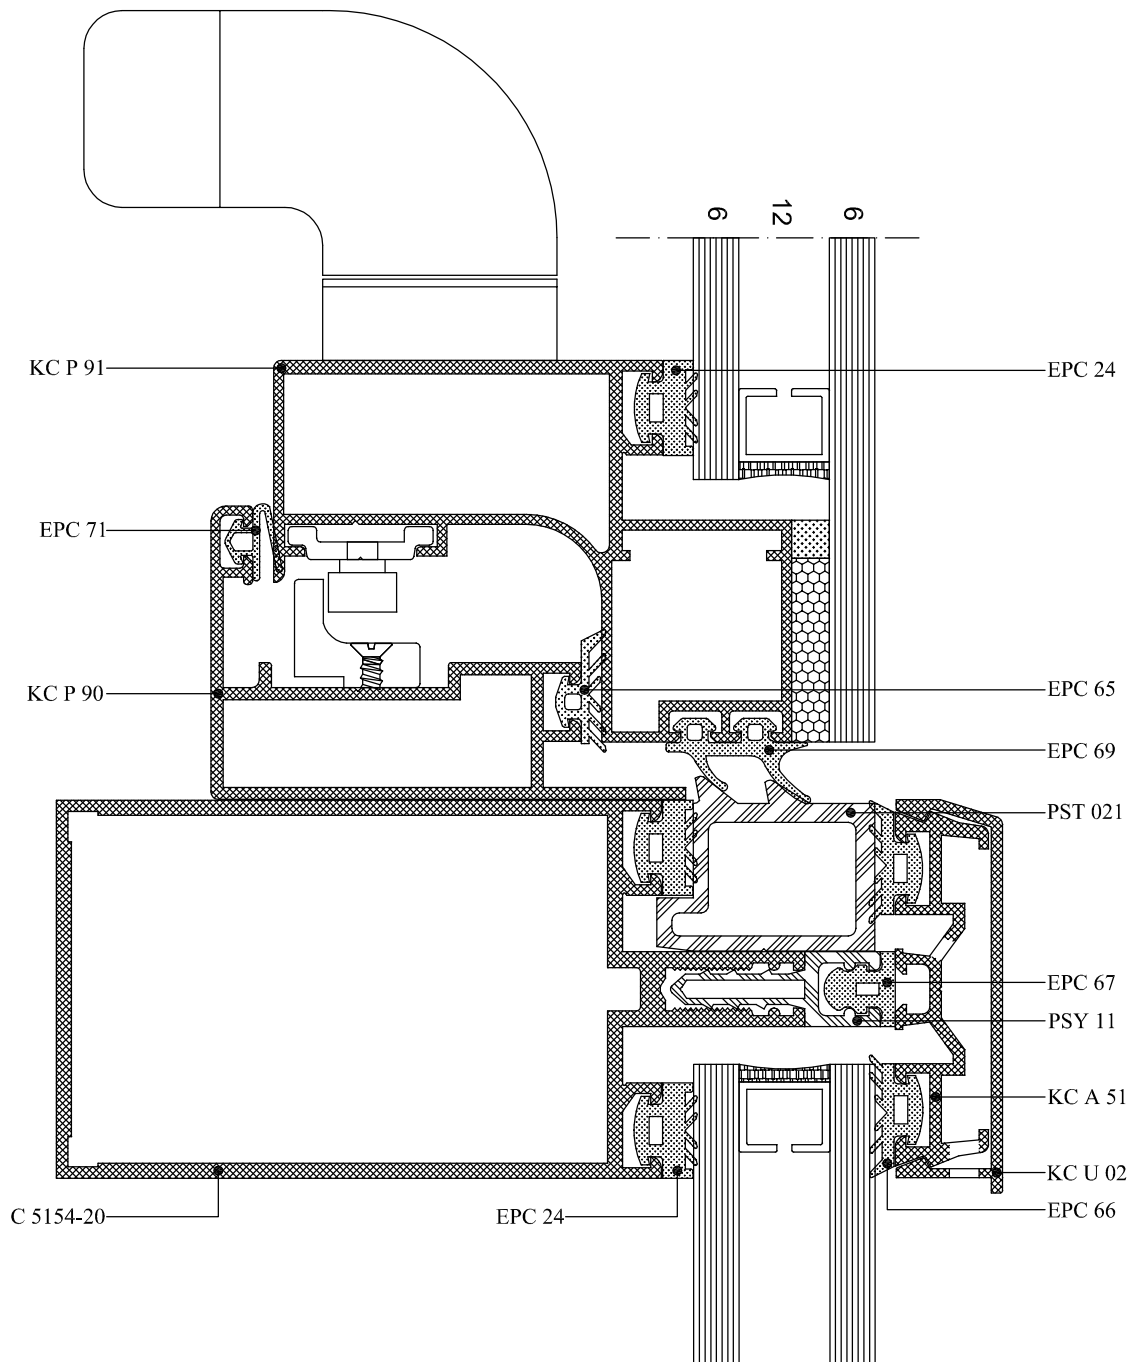 6 12 6
KC P 91
EPC 24
EPC 71
KC P 90
EPC 65
EPC 69
PST 021
EPC 67
PSY 11
KC A 51
KC U 02
C 5154-20
EPC 24
EPC 66